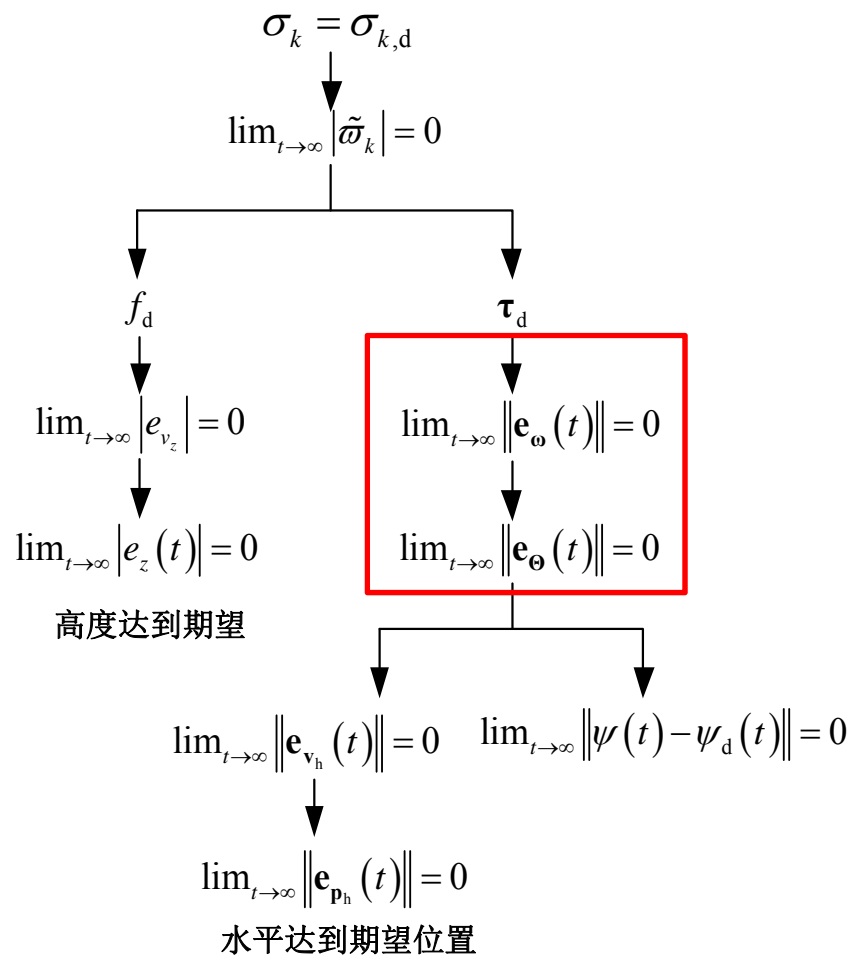 σ_k = σ_{k,d}
lim_{t→∞} |ϖ̃_k| = 0
f_d
τ_d
lim_{t→∞} |e_{v_z}| = 0
lim_{t→∞} ‖e_ω(t)‖ = 0
lim_{t→∞} |e_z(t)| = 0
lim_{t→∞} ‖e_Θ(t)‖ = 0
高度达到期望
lim_{t→∞} ‖e_{v_h}(t)‖ = 0
lim_{t→∞} ‖ψ(t) − ψ_d(t)‖ = 0
lim_{t→∞} ‖e_{p_h}(t)‖ = 0
水平达到期望位置